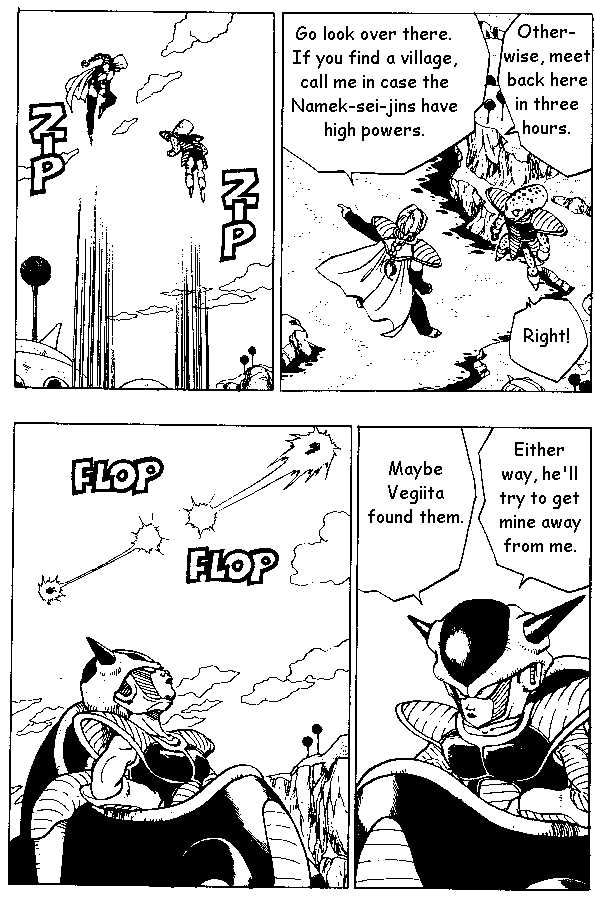 ZIP
ZIP
Go look over there.
If you find a village,
call me in case the
Namek-sei-jins have
high powers.
Other-
wise, meet
back here
in three
hours.
Right!
FLOP
FLOP
Maybe
Vegiita
found them.
Either
way, he'll
try to get
mine away
from me.